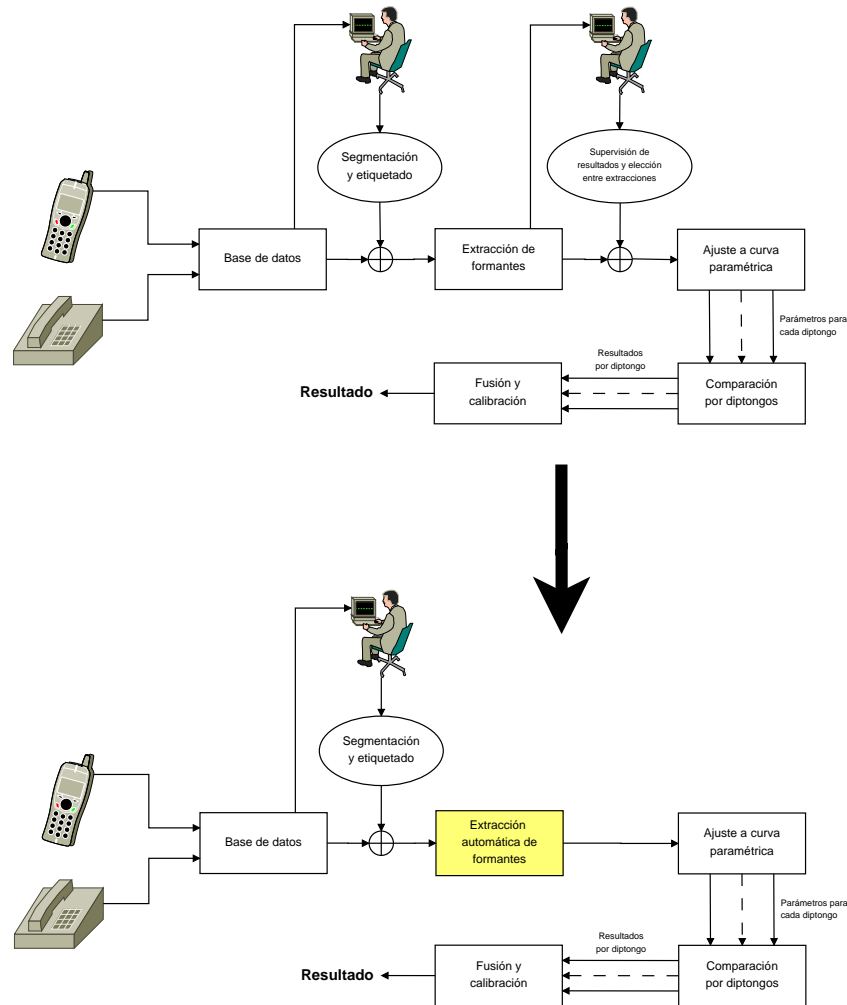 Segmentación
y etiquetado
Supervisión de
resultados y elección
entre extracciones
Base de datos
Extracción de
formantes
Ajuste a curva
paramétrica
Parámetros para
cada diptongo
Resultados
por diptongo
Resultado
Fusión y
calibración
Comparación
por diptongos
Segmentación
y etiquetado
Base de datos
Extracción
automática de
formantes
Ajuste a curva
paramétrica
Parámetros para
cada diptongo
Resultados
por diptongo
Resultado
Fusión y
calibración
Comparación
por diptongos